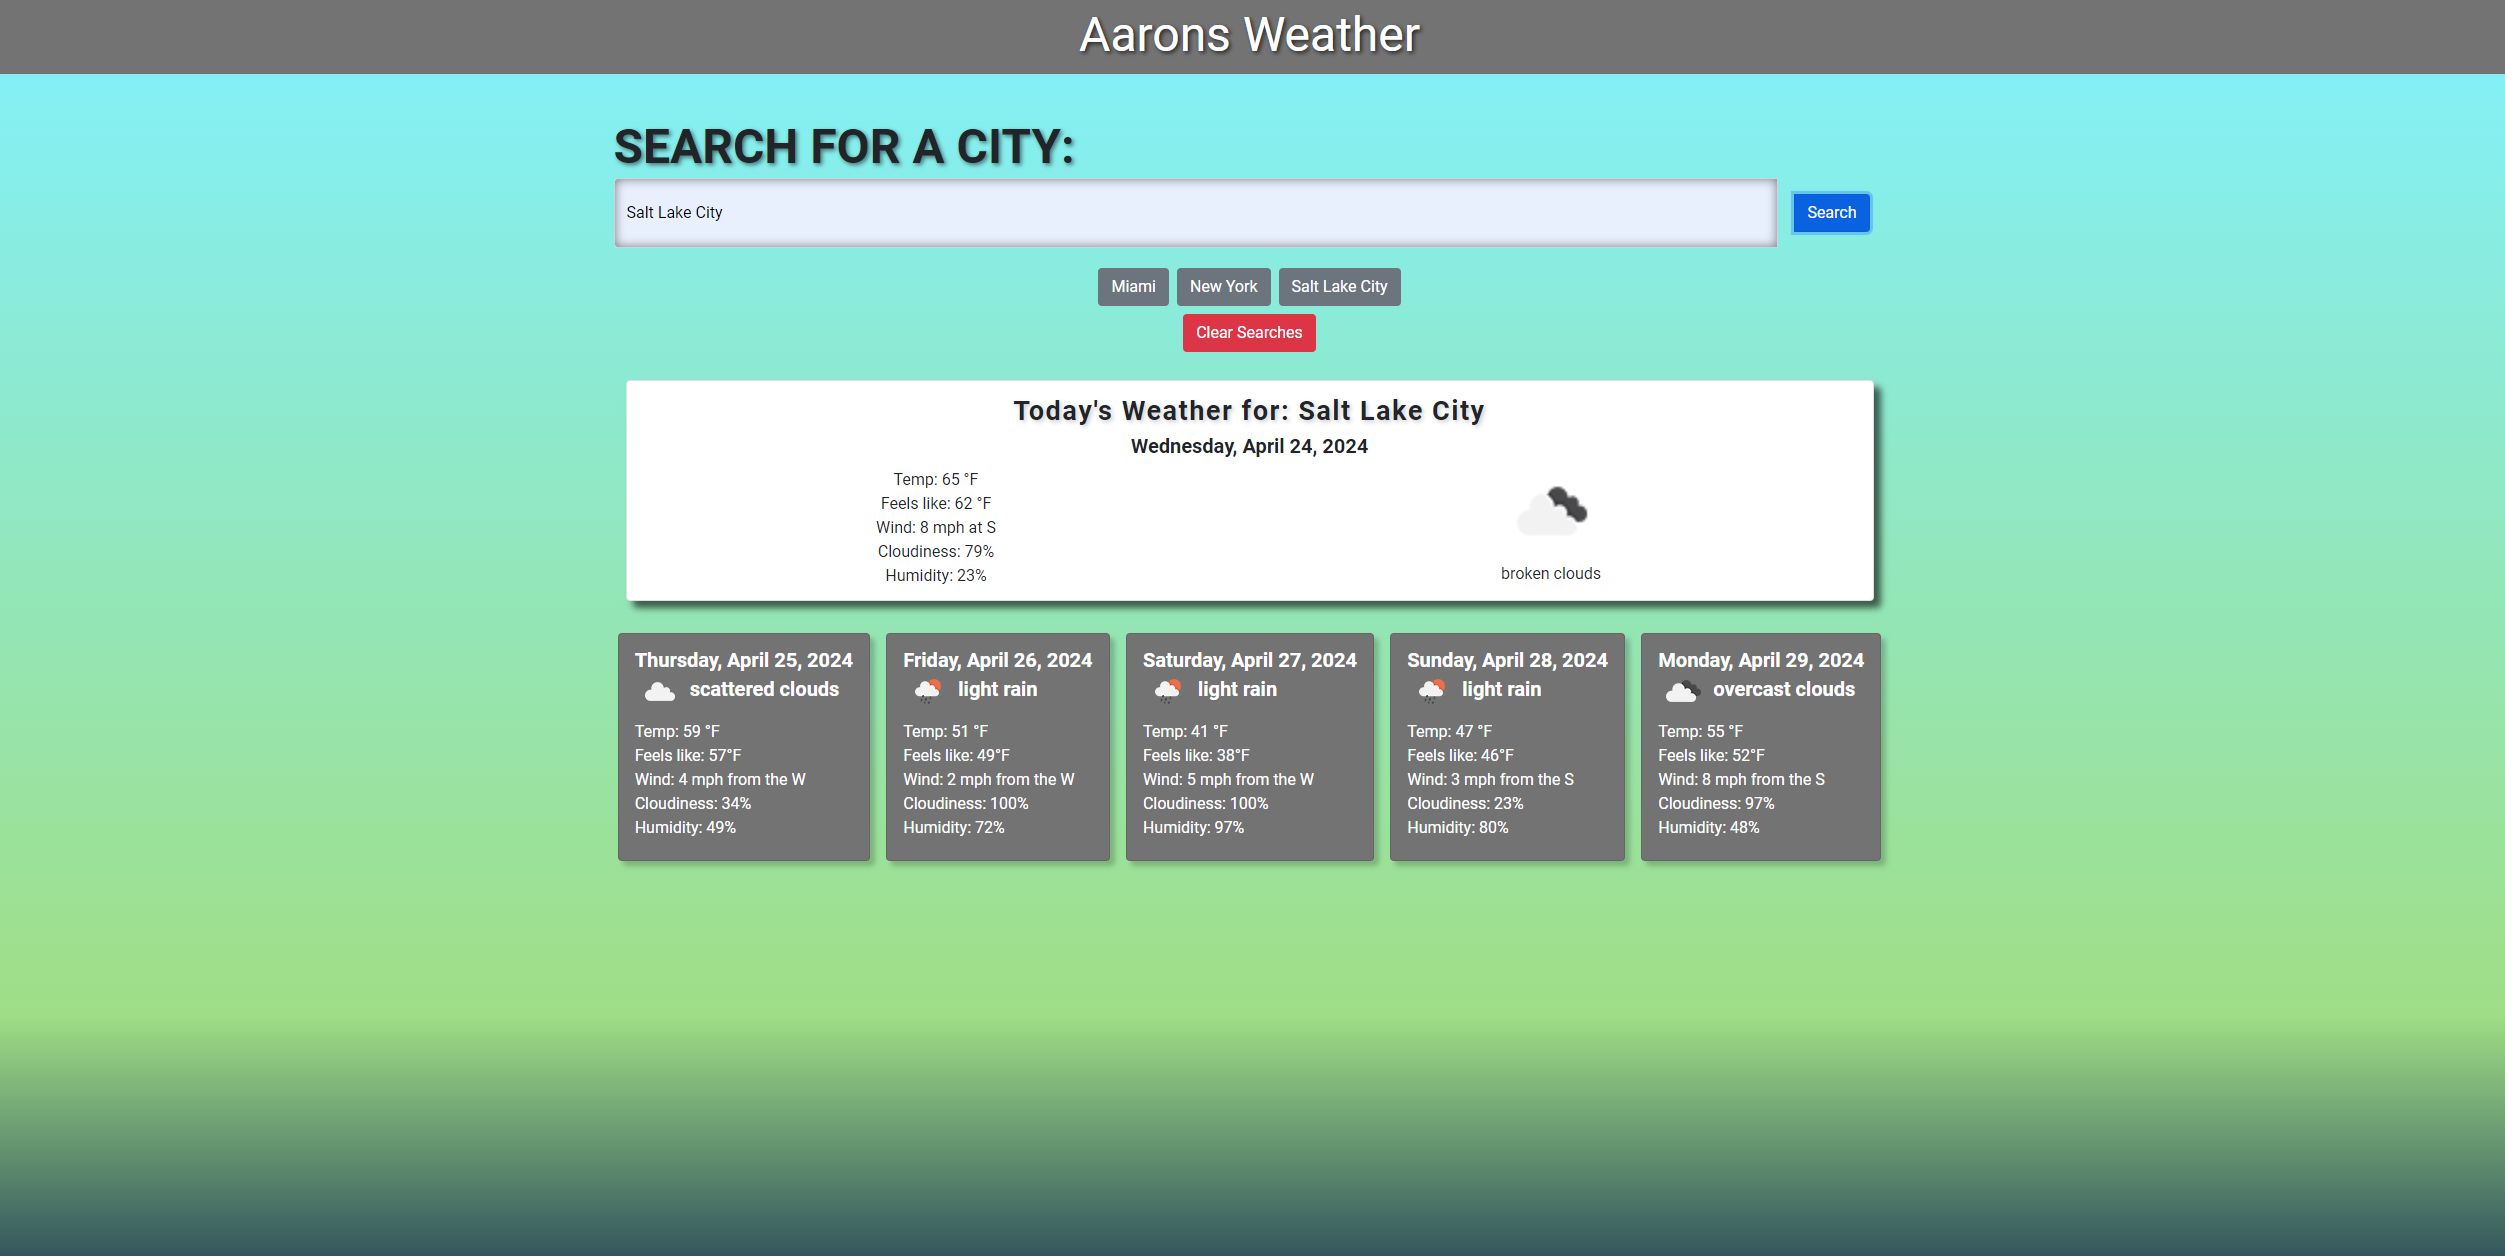 Aarons Weather
SEARCH FOR A CITY:
Salt Lake City
Search
Miami
New York
Salt Lake City
Clear Searches
Today's Weather for: Salt Lake City
Wednesday, April 24, 2024
Temp: 65 °F
Feels like: 62 °F
Wind: 8 mph at S
Cloudiness: 79%
Humidity: 23%
broken clouds
Thursday, April 25, 2024
scattered clouds
Temp: 59 °F
Feels like: 57°F
Wind: 4 mph from the W
Cloudiness: 34%
Humidity: 49%
Friday, April 26, 2024
light rain
Temp: 51 °F
Feels like: 49°F
Wind: 2 mph from the W
Cloudiness: 100%
Humidity: 72%
Saturday, April 27, 2024
light rain
Temp: 41 °F
Feels like: 38°F
Wind: 5 mph from the W
Cloudiness: 100%
Humidity: 97%
Sunday, April 28, 2024
light rain
Temp: 47 °F
Feels like: 46°F
Wind: 3 mph from the S
Cloudiness: 23%
Humidity: 80%
Monday, April 29, 2024
overcast clouds
Temp: 55 °F
Feels like: 52°F
Wind: 8 mph from the S
Cloudiness: 97%
Humidity: 48%